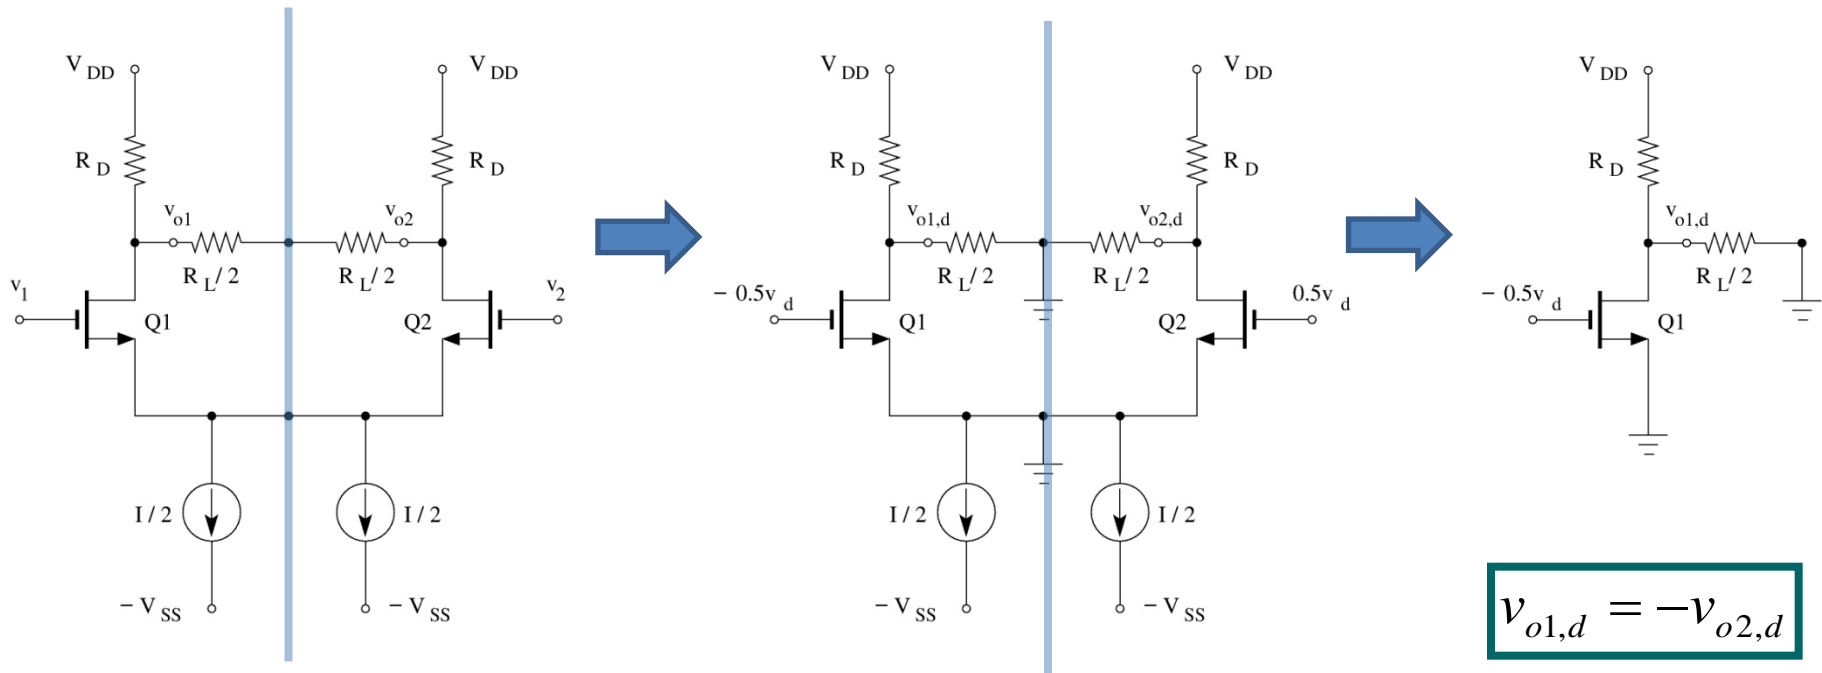 V DD
V DD
R D
R D
v o1
v o2
R L / 2
R L / 2
v 1
v 2
Q1
Q2
I / 2
I / 2
− V SS
− V SS
V DD
V DD
R D
R D
v o1,d
v o2,d
R L / 2
R L / 2
− 0.5v d
0.5v d
Q1
Q2
I / 2
I / 2
− V SS
− V SS
V DD
R D
v o1,d
R L / 2
− 0.5v d
Q1
v o1,d = −v o2,d